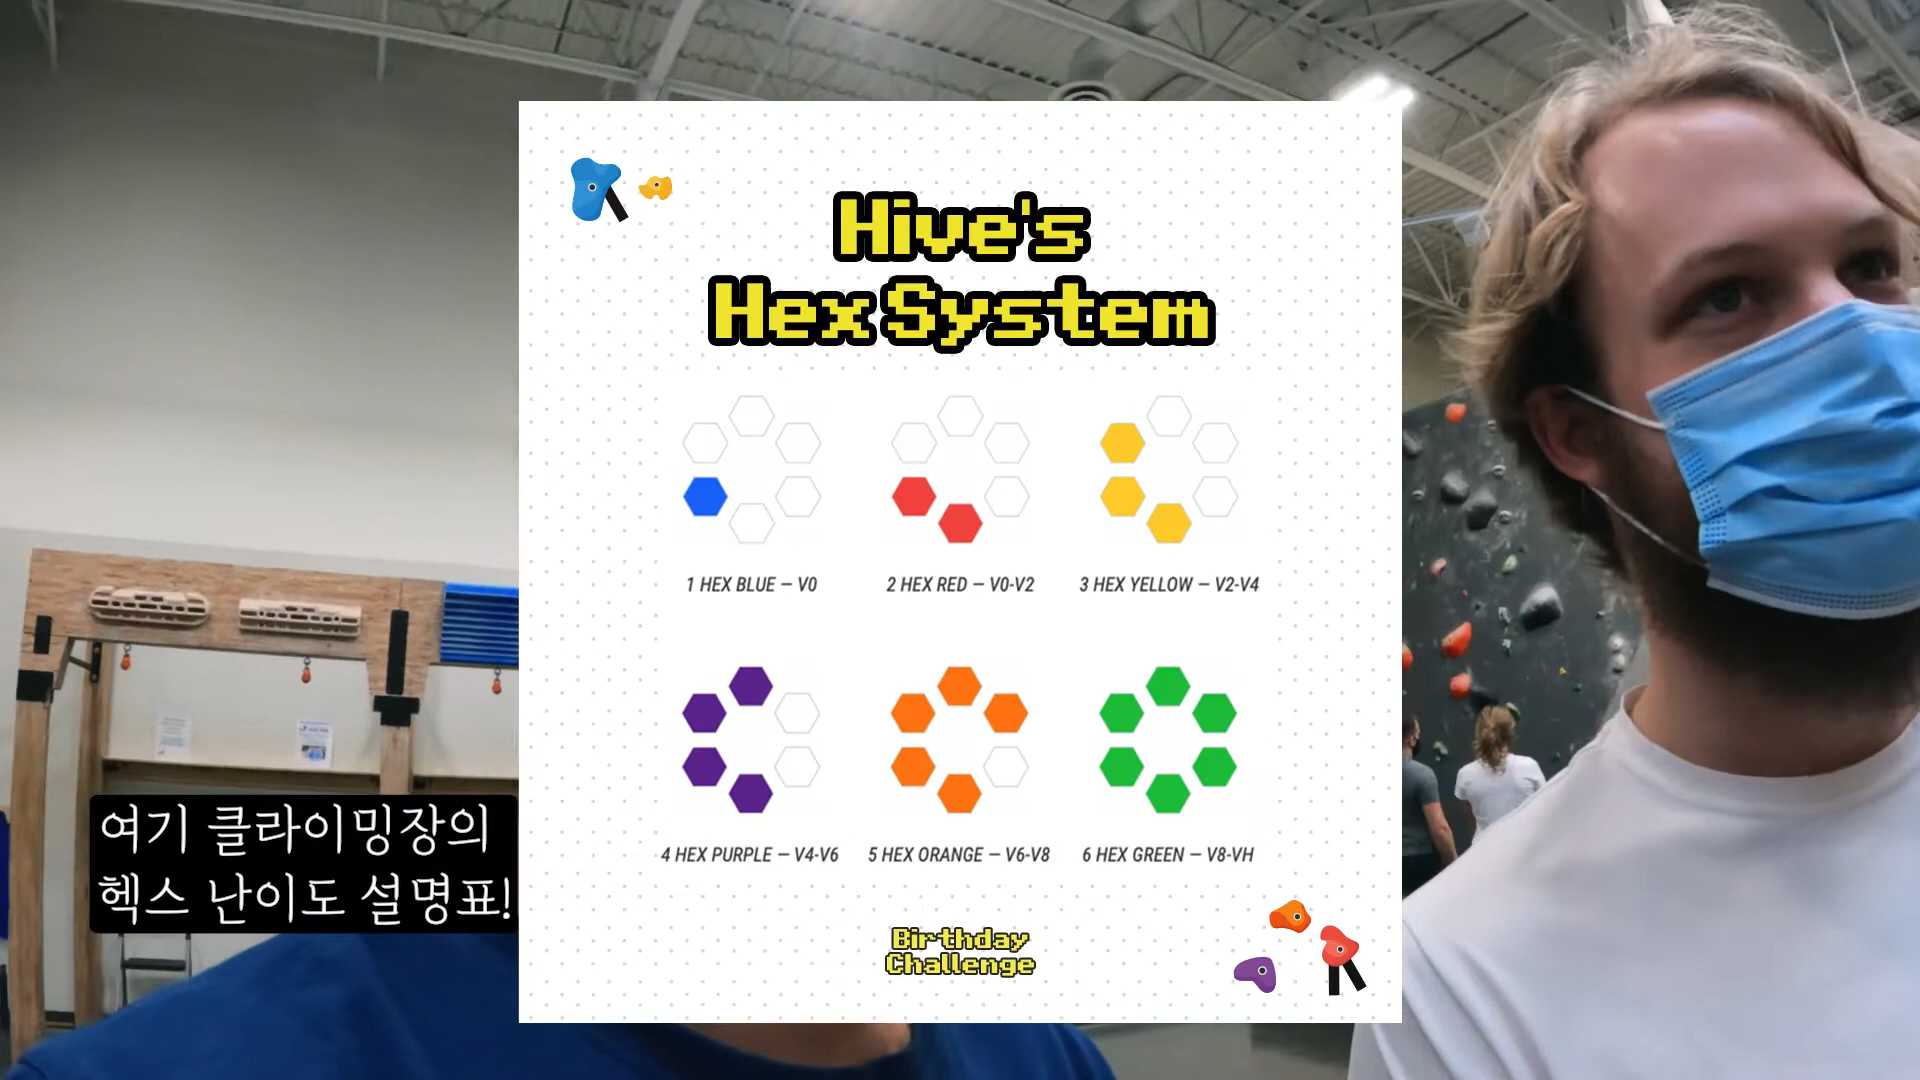 Hive's
Hex System
1 HEX BLUE – V0
2 HEX RED – V0-V2
3 HEX YELLOW – V2-V4
4 HEX PURPLE – V4-V6
5 HEX ORANGE – V6-V8
6 HEX GREEN – V8-VH
Birthday
Challenge
여기 클라이밍장의
헥스 난이도 설명표!